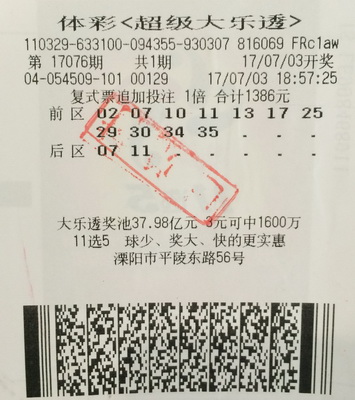 体彩<超级大乐透>
110329-633100-094355-930307 816069 FRc1aw
第 17076期 共1期 17/07/03开奖
04-054509-101 00129 17/07/03 18:57:25
复式票追加投注 1倍 合计1386元
前区 02 07 10 11 13 17 25
29 30 34 35
后区 07 11
大乐透奖池37.98亿元 3元可中1600万
11选5 球少、奖大、快的更实惠
溧阳市平陵东路56号